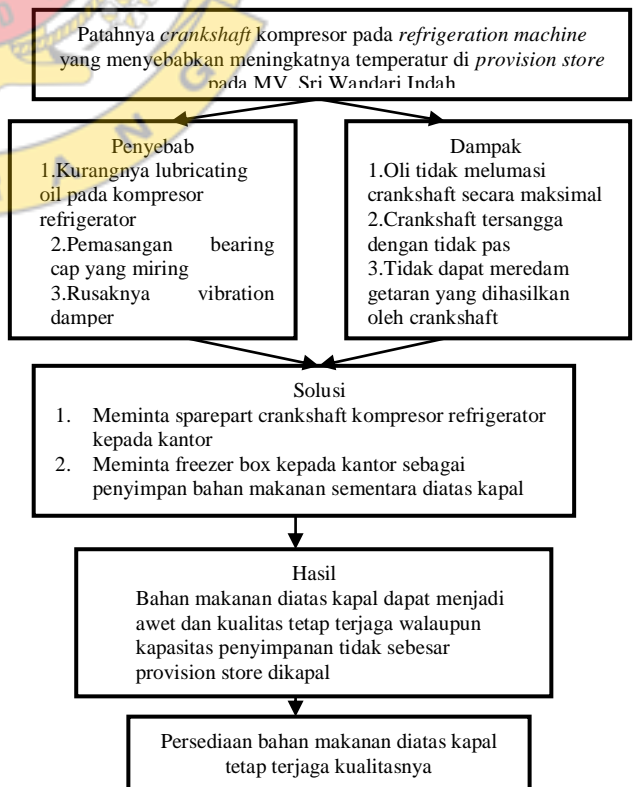 Patahnya crankshaft kompresor pada refrigeration machine
yang menyebabkan meningkatnya temperatur di provision store
pada MV. Sri Wandari Indah
Penyebab
1.Kurangnya lubricating
oil pada kompresor
refrigerator
2.Pemasangan bearing
cap yang miring
3.Rusaknya vibration
damper
Dampak
1.Oli tidak melumasi
crankshaft secara maksimal
2.Crankshaft tersangga
dengan tidak pas
3.Tidak dapat meredam
getaran yang dihasilkan
oleh crankshaft
Solusi
1. Meminta sparepart crankshaft kompresor refrigerator
kepada kantor
2. Meminta freezer box kepada kantor sebagai
penyimpan bahan makanan sementara diatas kapal
Hasil
Bahan makanan diatas kapal dapat menjadi
awet dan kualitas tetap terjaga walaupun
kapasitas penyimpanan tidak sebesar
provision store dikapal
Persediaan bahan makanan diatas kapal
tetap terjaga kualitasnya
A N G